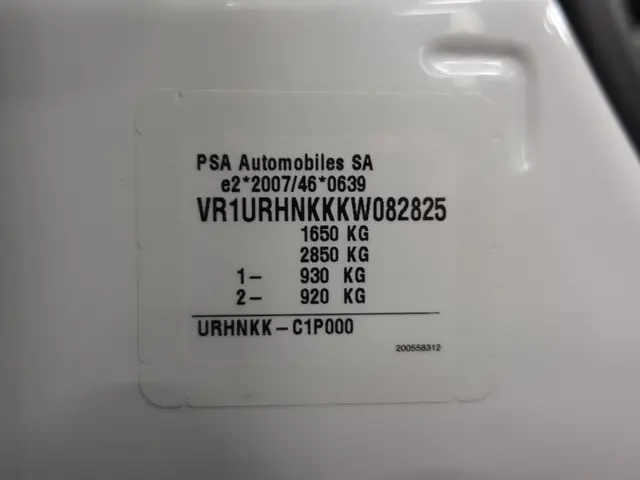 PSA Automobiles SA
e2*2007/46*0639
VR1URHNKKKW082825
1650 KG
2850 KG
1- 930 KG
2- 920 KG
URHNKK-C1P000
200558312